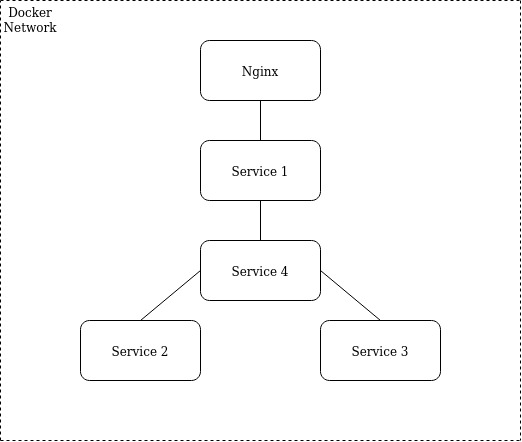 Docker
Network
Nginx
Service 1
Service 4
Service 2
Service 3